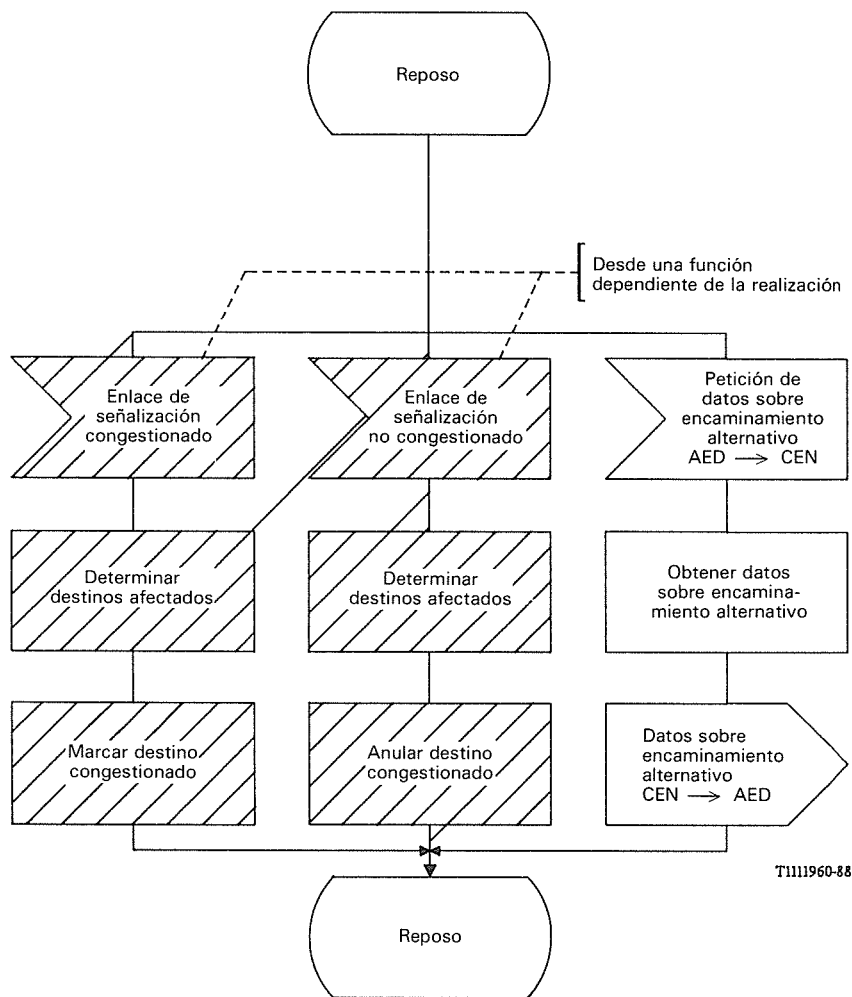 Reposo
Desde una función
dependiente de la realización
Enlace de
señalización
congestionado
Enlace de
señalización
no congestionado
Petición de
datos sobre
encaminamiento
alternativo
AED → CEN
Determinar
destinos afectados
Determinar
destinos afectados
Obtener datos
sobre encamina-
miento alternativo
Marcar destino
congestionado
Anular destino
congestionado
Datos sobre
encaminamiento
alternativo
CEN → AED
T1111960-88
Reposo